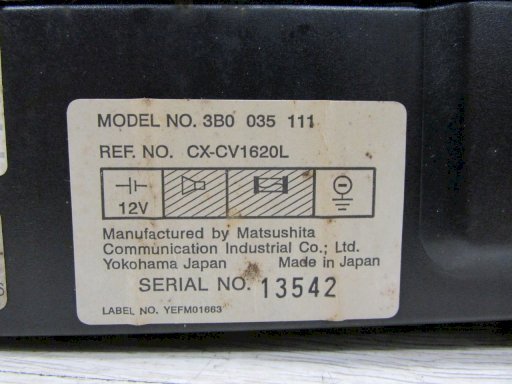 MODEL NO. 3B0 035 111
REF. NO. CX-CV1620L
12V
Manufactured by Matsushita
Communication Industrial Co.; Ltd.
Yokohama Japan Made in Japan
SERIAL NO. 13542
LABEL NO. YEFM01663